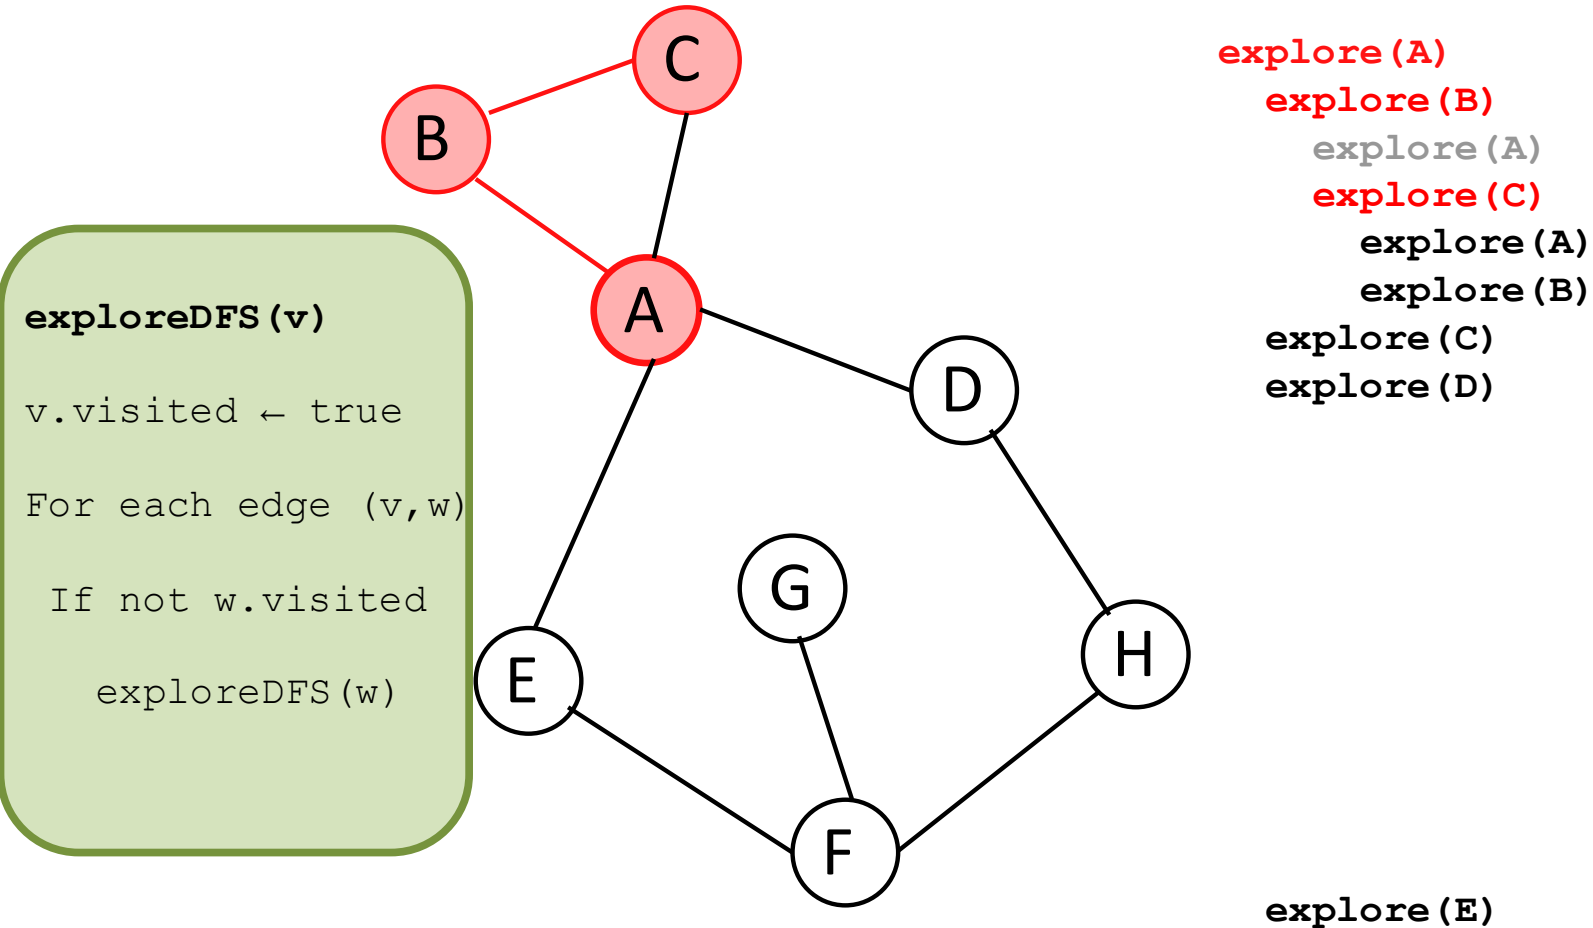 exploreDFS(v)
v.visited ← true
For each edge (v,w)
If not w.visited
exploreDFS(w)
C
B
A
D
G
H
E
F
explore(A)
explore(B)
explore(A)
explore(C)
explore(A)
explore(B)
explore(C)
explore(D)
explore(E)